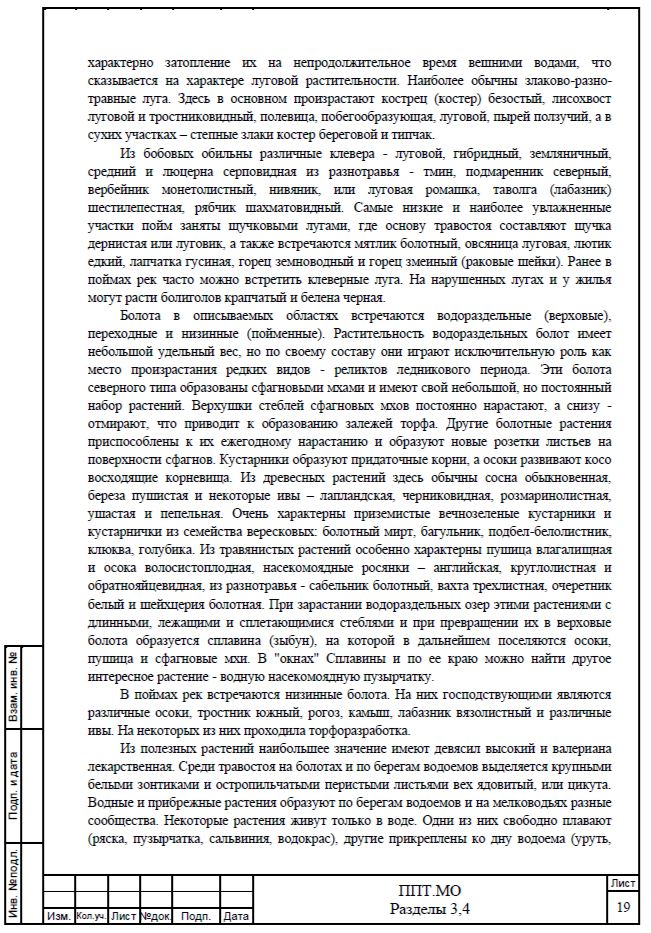 характерно затопление их на непродолжительное время вешними водами, что
сказывается на характере луговой растительности. Наиболее обычны злаково-разно-
травные луга. Здесь в основном произрастают кострец (костер) безостый, лисохвост
луговой и тростниковидный, полевица, побегообразующая, луговой, пырей ползучий, а в
сухих участках – степные злаки костер береговой и типчак.
Из бобовых обильны различные клевера - луговой, гибридный, земляничный,
средний и люцерна серповидная из разнотравья - тмин, подмаренник северный,
вербейник монетолистный, нивяник, или луговая ромашка, таволга (лабазник)
шестилепестная, рябчик шахматовидный. Самые низкие и наиболее увлажненные
участки пойм заняты щучковыми лугами, где основу травостоя составляют щучка
дернистая или луговик, а также встречаются мятлик болотный, овсяница луговая, лютик
едкий, лапчатка гусиная, горец земноводный и горец змеиный (раковые шейки). Ранее в
поймах рек часто можно встретить клеверные луга. На нарушенных лугах и у жилья
могут расти болиголов крапчатый и белена черная.
Болота в описываемых областях встречаются водораздельные (верховые),
переходные и низинные (пойменные). Растительность водораздельных болот имеет
небольшой удельный вес, но по своему составу они играют исключительную роль как
место произрастания редких видов - реликтов ледникового периода. Эти болота
северного типа образованы сфагновыми мхами и имеют свой небольшой, но постоянный
набор растений. Верхушки стеблей сфагновых мхов постоянно нарастают, а снизу -
отмирают, что приводит к образованию залежей торфа. Другие болотные растения
приспособлены к их ежегодному нарастанию и образуют новые розетки листьев на
поверхности сфагнов. Кустарники образуют придаточные корни, а осоки развивают косо
восходящие корневища. Из древесных растений здесь обычны сосна обыкновенная,
береза пушистая и некоторые ивы – лапландская, черниковидная, розмаринолистная,
ушастая и пепельная. Очень характерны приземистые вечнозеленые кустарники и
кустарнички из семейства вересковых: болотный мирт, багульник, подбел-белолистник,
клюква, голубика. Из травянистых растений особенно характерны пушица влагалищная
и осока волосистоплодная, насекомоядные росянки – английская, круглолистная и
обратнояйцевидная, из разнотравья - сабельник болотный, вахта трехлистная, очеретник
белый и шейхцерия болотная. При зарастании водораздельных озер этими растениями с
длинными, лежащими и сплетающимися стеблями и при превращении их в верховые
болота образуется сплавина (зыбун), на которой в дальнейшем поселяются осоки,
пушица и сфагновые мхи. В "окнах" Сплавины и по ее краю можно найти другое
интересное растение - водную насекомоядную пузырчатку.
В поймах рек встречаются низинные болота. На них господствующими являются
различные осоки, тростник южный, рогоз, камыш, лабазник вязолистный и различные
ивы. На некоторых из них проходила торфоразработка.
Из полезных растений наибольшее значение имеют девясил высокий и валериана
лекарственная. Среди травостоя на болотах и по берегам водоемов выделяется крупными
белыми зонтиками и остропильчатыми перистыми листьями вех ядовитый, или цикута.
Водные и прибрежные растения образуют по берегам водоемов и на мелководьях разные
сообщества. Некоторые растения живут только в воде. Одни из них свободно плавают
(ряска, пузырчатка, сальвиния, водокрас), другие прикреплены ко дну водоема (уруть,
Взам. инв. №
Подп. и дата
Инв. №подл.
Изм. Кол.уч. Лист №док. Подп. Дата
ППТ.МО
Разделы 3,4
Лист
19